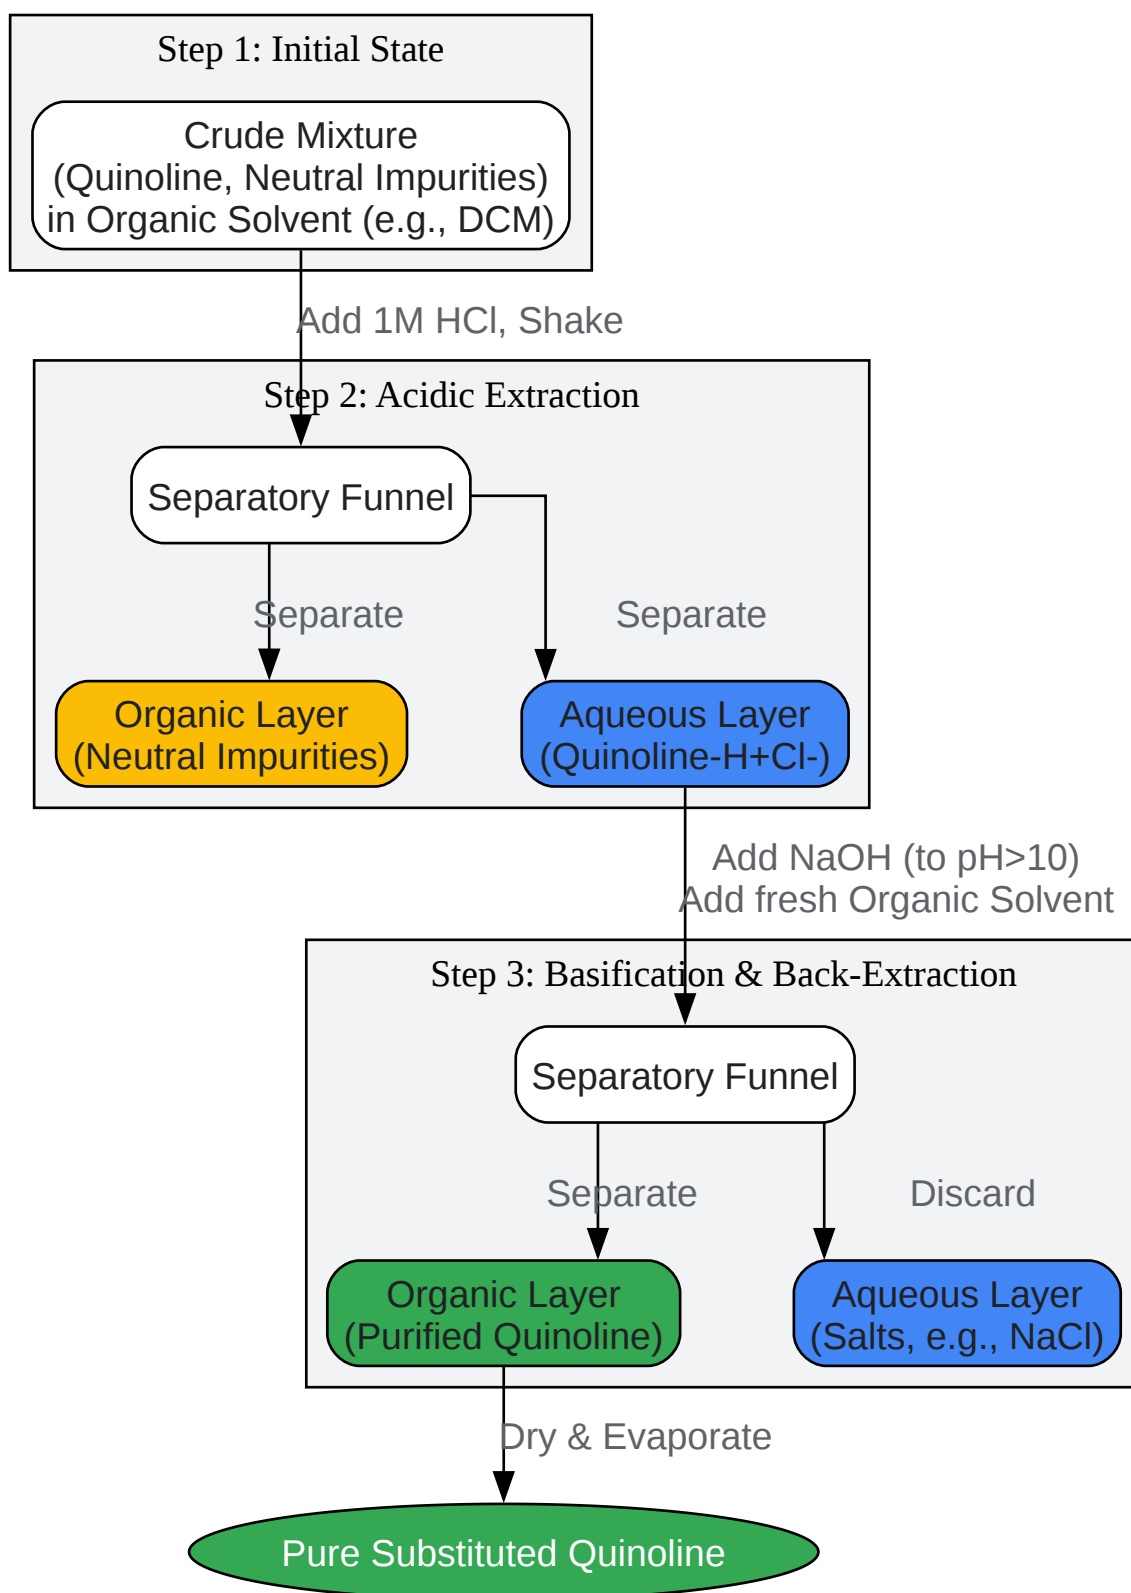 Step 1: Initial State
Crude Mixture
(Quinoline, Neutral Impurities)
in Organic Solvent (e.g., DCM)
Add 1M HCl, Shake
Step 2: Acidic Extraction
Separatory Funnel
Separate
Separate
Organic Layer
(Neutral Impurities)
Aqueous Layer
(Quinoline-H+Cl-)
Add NaOH (to pH>10)
Add fresh Organic Solvent
Step 3: Basification & Back-Extraction
Separatory Funnel
Separate
Discard
Organic Layer
(Purified Quinoline)
Aqueous Layer
(Salts, e.g., NaCl)
Dry & Evaporate
Pure Substituted Quinoline